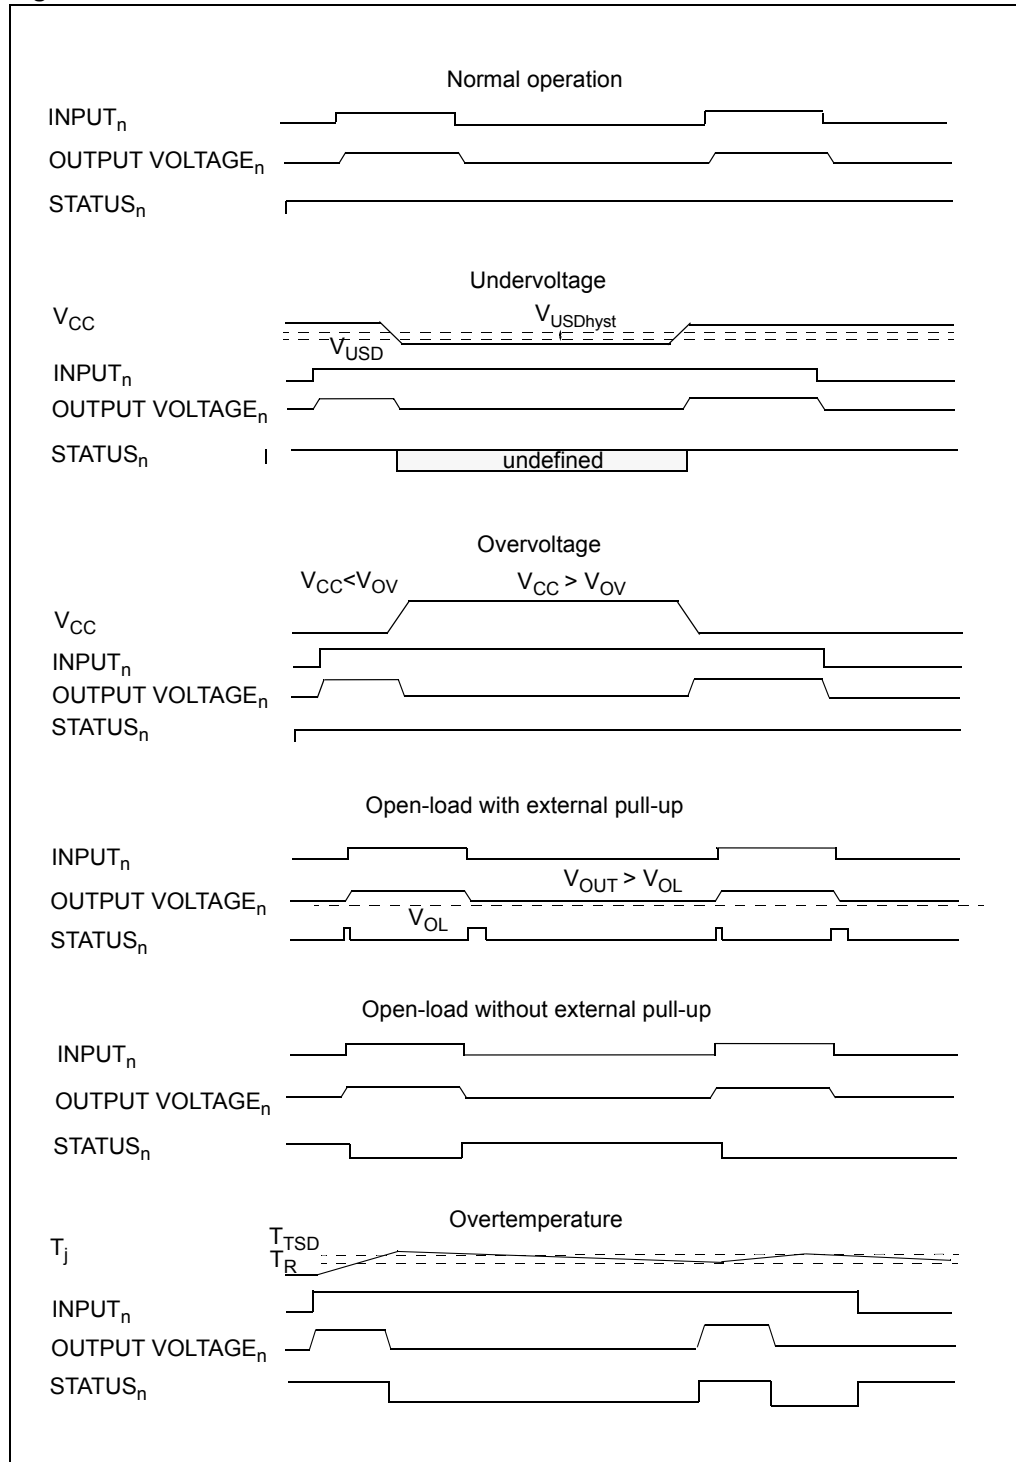 Normal operation
INPUTn
OUTPUT VOLTAGEn
STATUSn
Undervoltage
VCC
VUSDhyst
VUSD
INPUTn
OUTPUT VOLTAGEn
STATUSn
undefined
Overvoltage
VCC<VOV
VCC > VOV
VCC
INPUTn
OUTPUT VOLTAGEn
STATUSn
Open-load with external pull-up
INPUTn
VOUT > VOL
OUTPUT VOLTAGEn
VOL
STATUSn
Open-load without external pull-up
INPUTn
OUTPUT VOLTAGEn
STATUSn
Overtemperature
Tj
TTSD
TR
INPUTn
OUTPUT VOLTAGEn
STATUSn